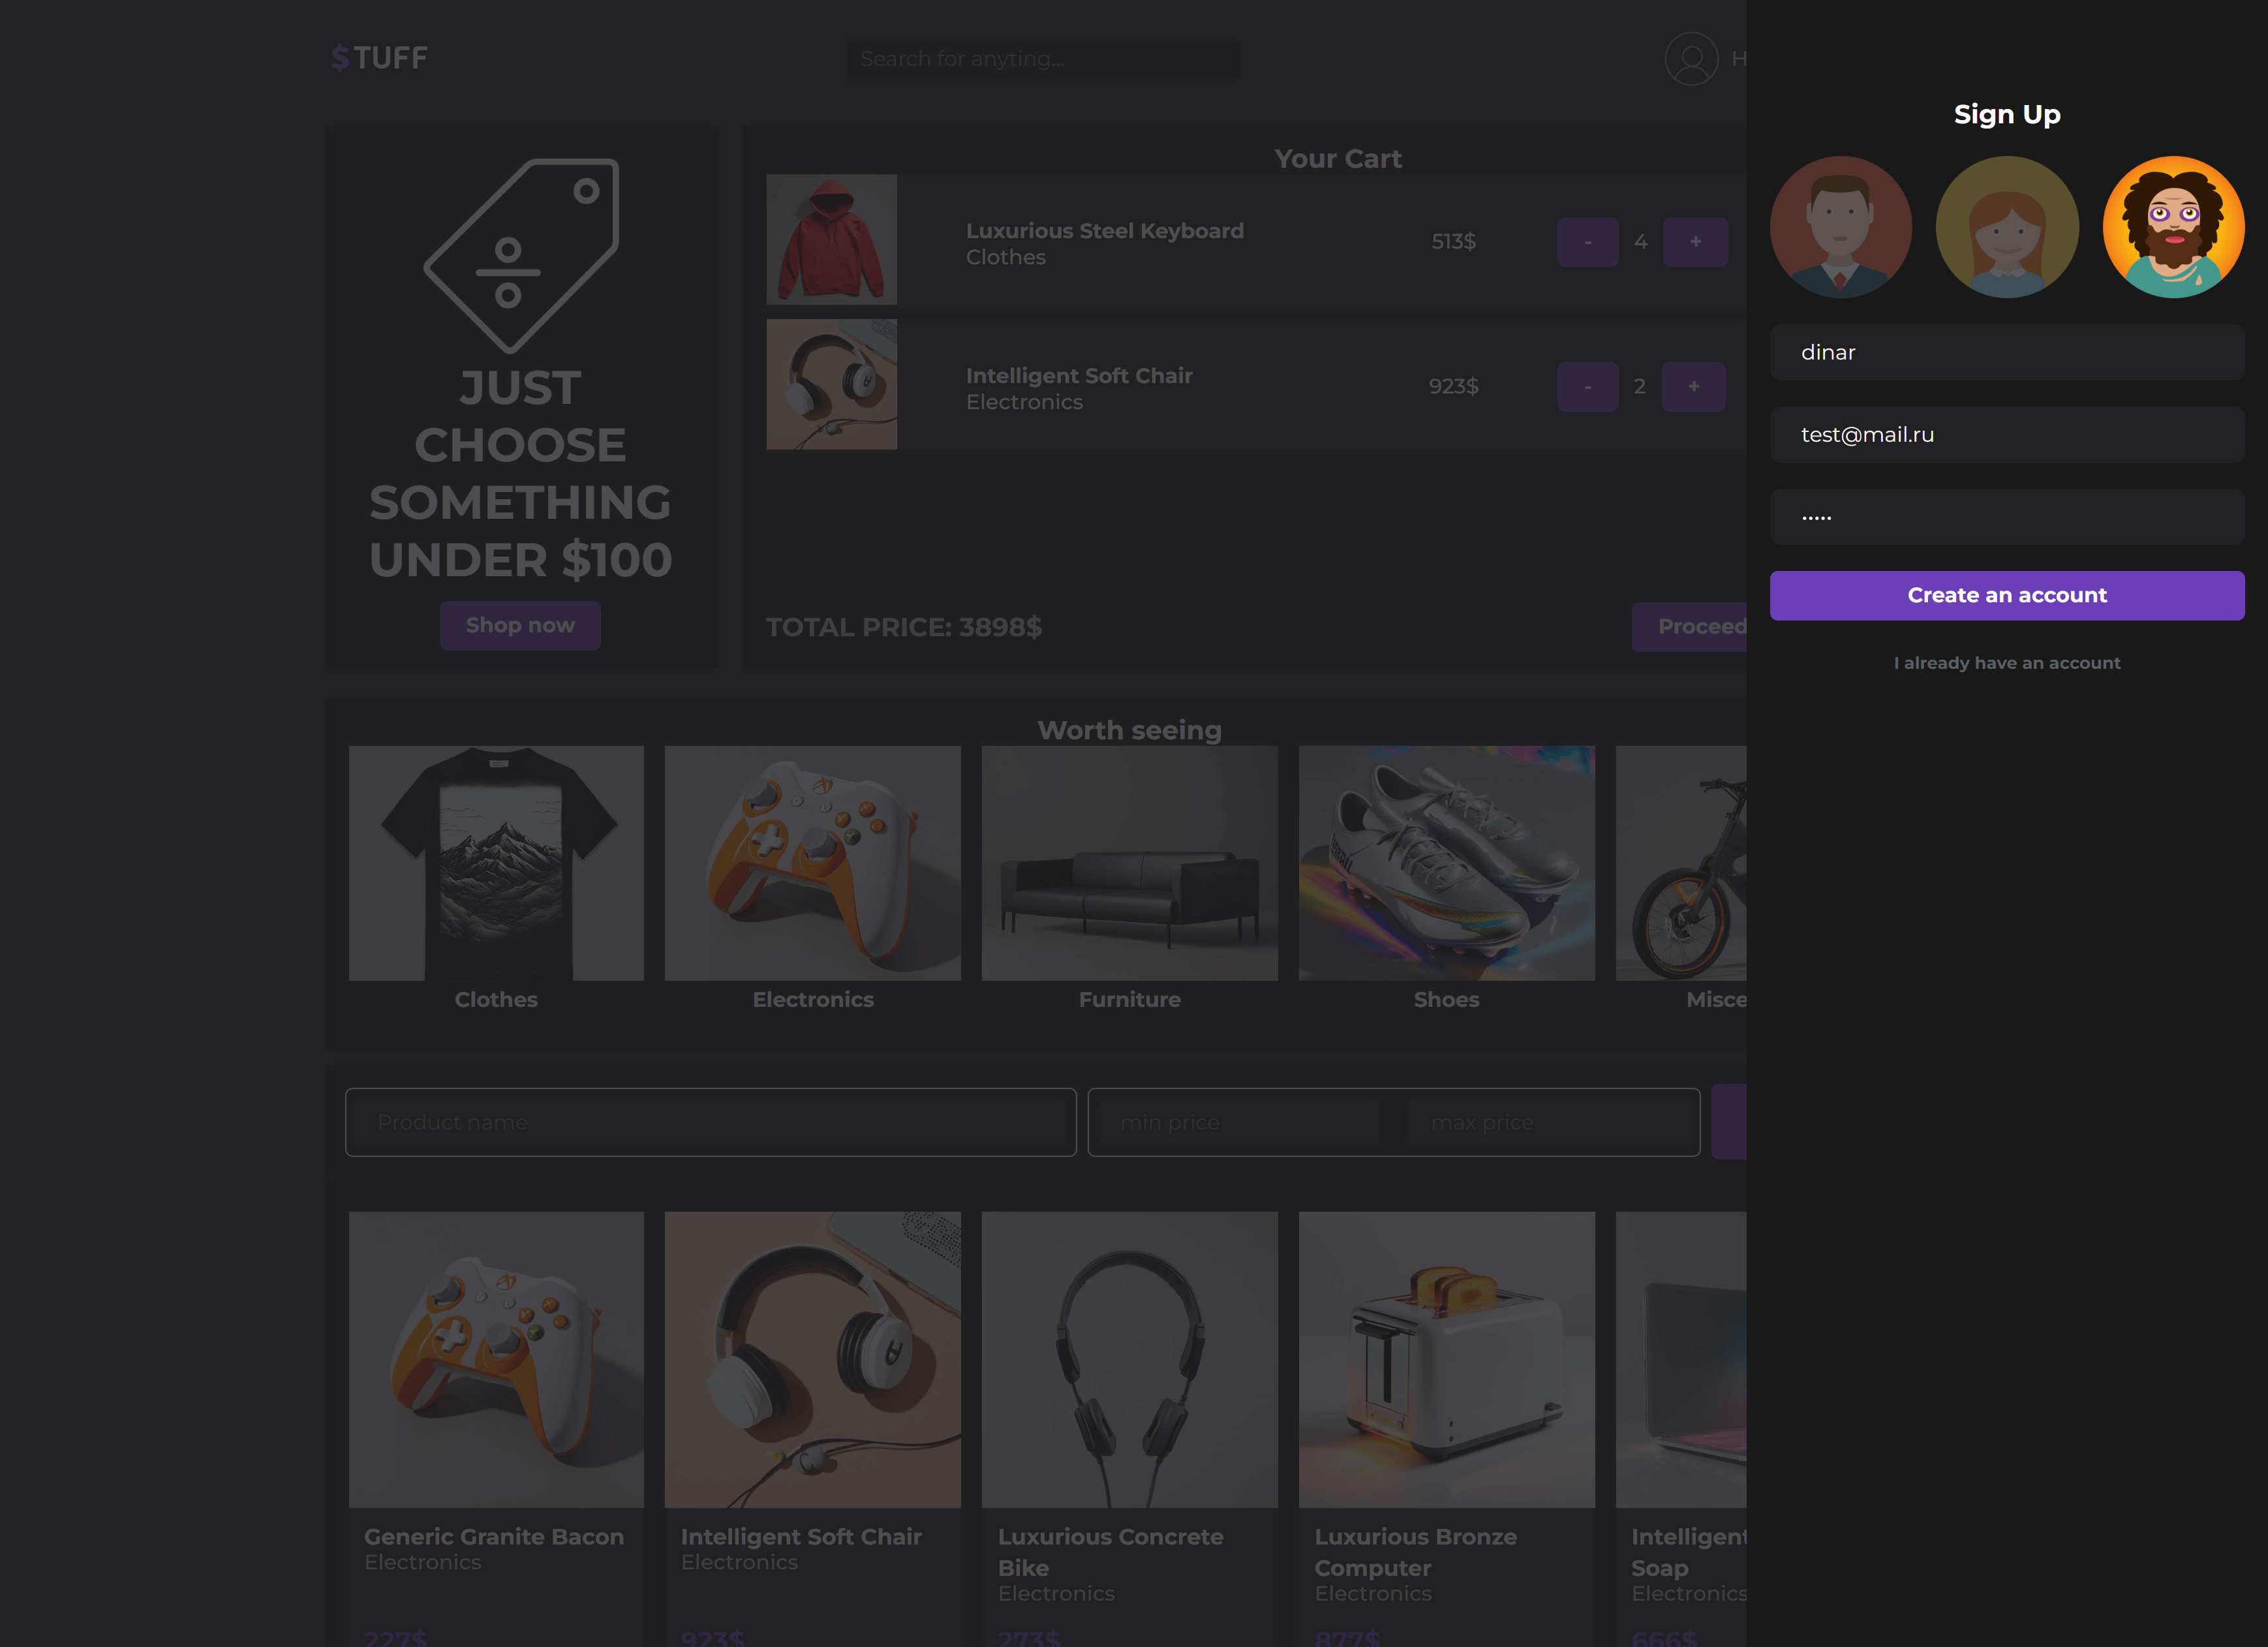 $TUFF
Search for anyting...
H
Sign Up
dinar
test@mail.ru
•••••
Create an account
I already have an account
JUST
CHOOSE
SOMETHING
UNDER $100
Shop now
Your Cart
Luxurious Steel Keyboard
Clothes
513$
- 4 +
Intelligent Soft Chair
Electronics
923$
- 2 +
TOTAL PRICE: 3898$
Proceed
Worth seeing
Clothes
Electronics
Furniture
Shoes
Misce
Product name
min price
max price
Generic Granite Bacon
Electronics
227$
Intelligent Soft Chair
Electronics
923$
Luxurious Concrete
Bike
Electronics
273$
Luxurious Bronze
Computer
Electronics
877$
Intelligent
Soap
Electronics
666$